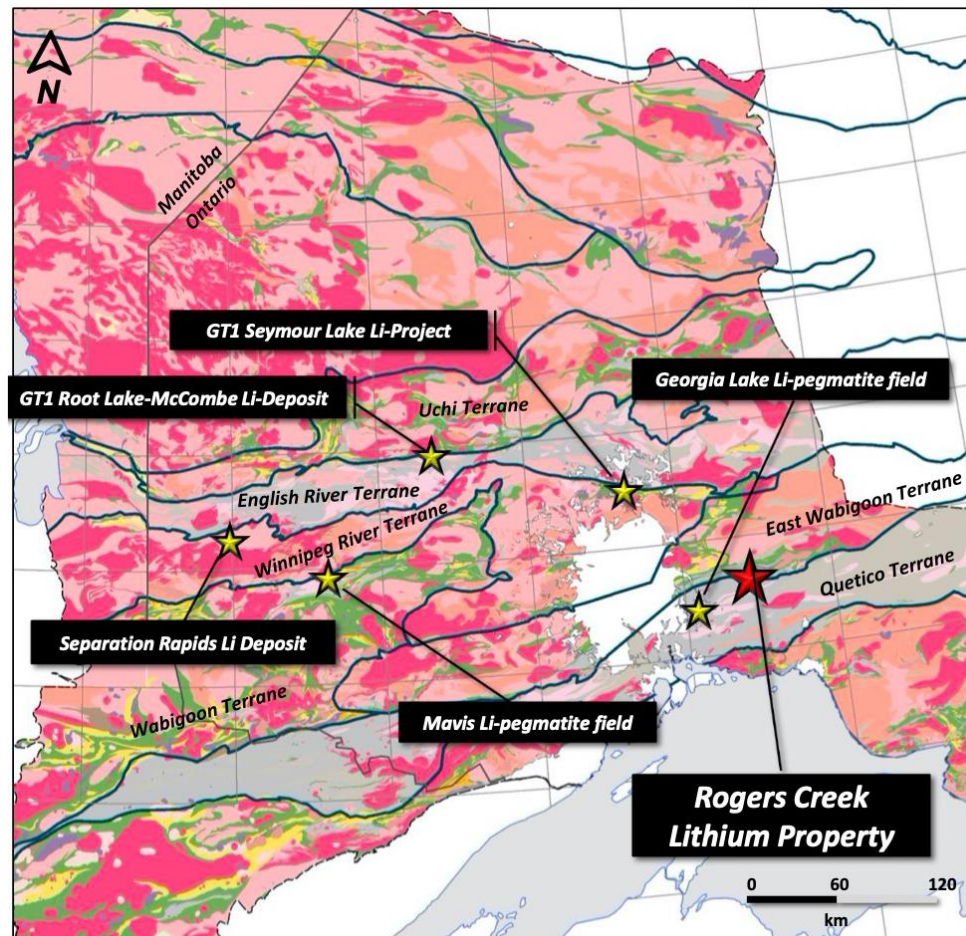 N
Manitoba
Ontario
GT1 Seymour Lake Li-Project
Georgia Lake Li-pegmatite field
GT1 Root Lake-McCombe Li-Deposit
Uchi Terrane
English River Terrane
East Wabigoon Terrane
Winnipeg River Terrane
Quetico Terrane
Separation Rapids Li Deposit
Wabigoon Terrane
Mavis Li-pegmatite field
Rogers Creek
Lithium Property
0 60 120
km